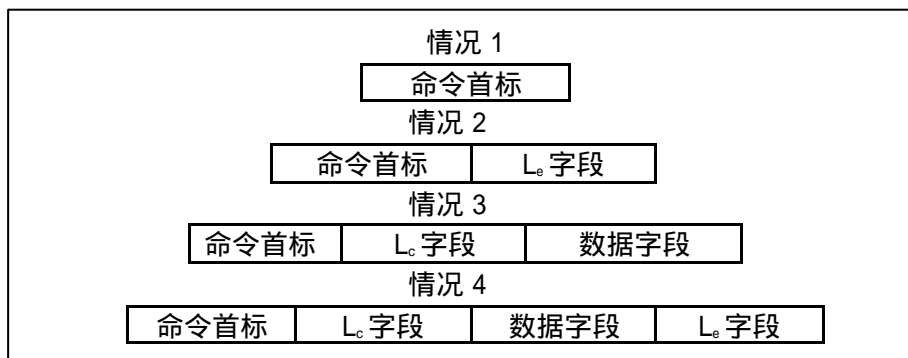 情况 1
命令首标
情况 2
命令首标 Le 字段
情况 3
命令首标 Lc 字段 数据字段
情况 4
命令首标 Lc 字段 数据字段 Le 字段